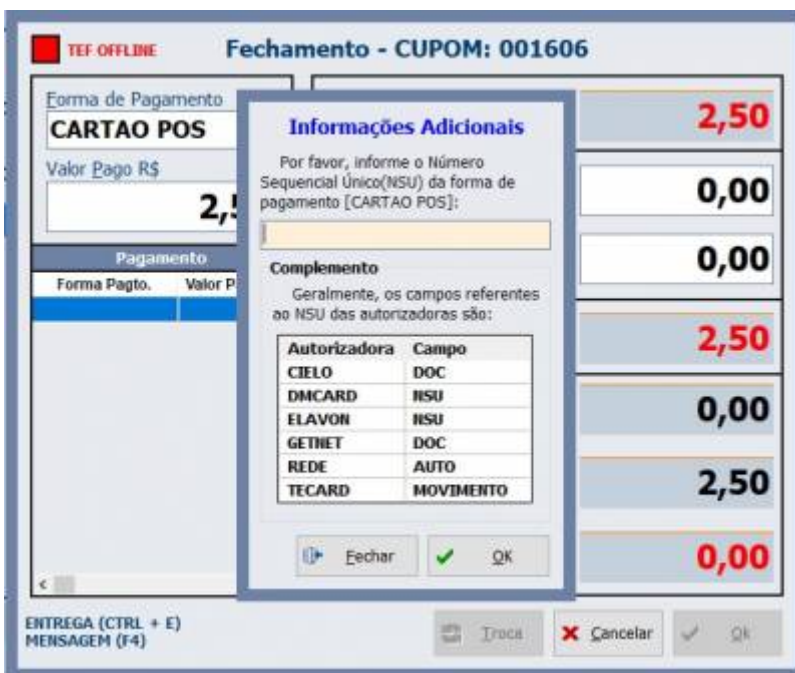 TEF OFFLINE
Fechamento - CUPOM: 001606
Forma de Pagamento
CARTAO POS
Valor Pago R$
Pagamento
Forma Pagto. Valor P
Informações Adicionais
Por favor, informe o Número
Sequencial Único(NSU) da forma de
pagamento [CARTAO POS]:
Complemento
Geralmente, os campos referentes
ao NSU das autorizadoras são:
Autorizadora Campo
CIELO DOC
DMCARD NSU
ELAVON NSU
GETNET DOC
REDE AUTO
TECARD MOVIMENTO
Fechar
OK
2,50
0,00
0,00
2,50
0,00
2,50
0,00
ENTREGA (CTRL + E)
MENSAGEM (F4)
Troca
Cancelar
Ok